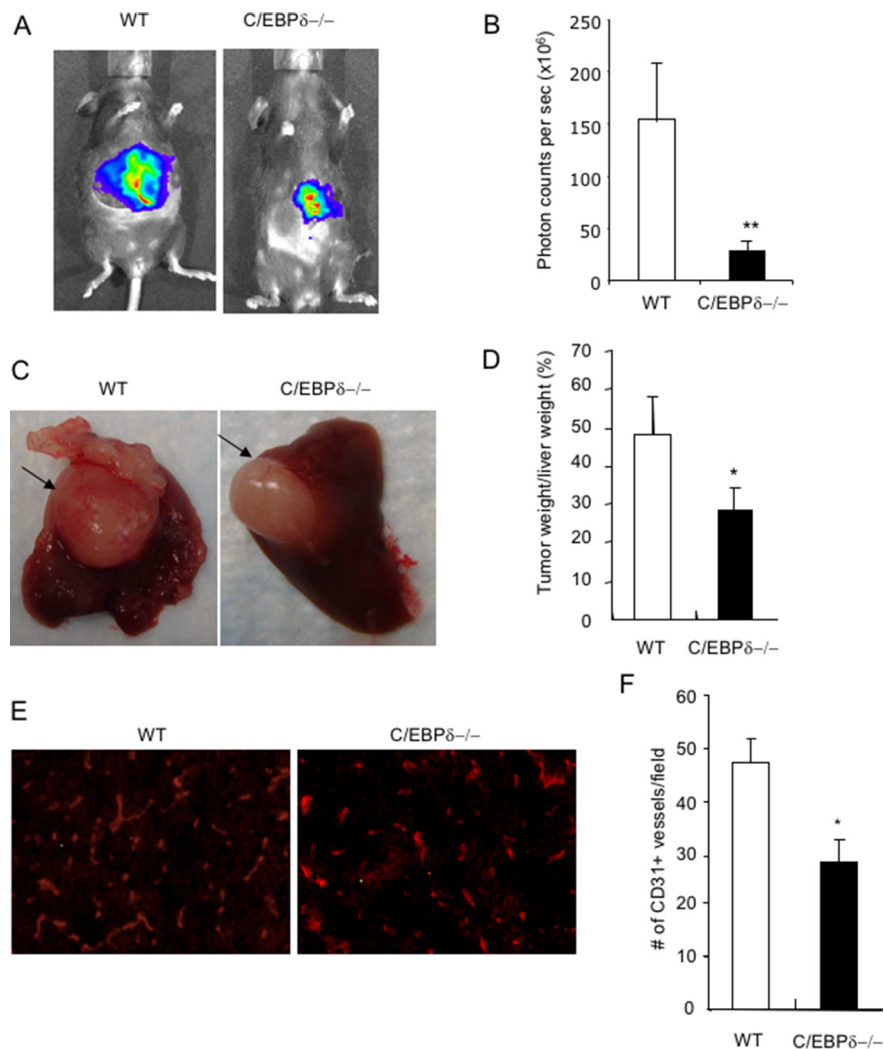 A
WT
C/EBPδ−/−
B
Photon counts per sec (x10⁶)
250
200
150
100
50
0
**
WT
C/EBPδ−/−
C
WT
C/EBPδ−/−
D
Tumor weight/liver weight (%)
70
60
50
40
30
20
10
0
*
WT
C/EBPδ−/−
E
WT
C/EBPδ−/−
F
# of CD31+ vessels/field
60
50
40
30
20
10
0
*
WT
C/EBPδ−/−